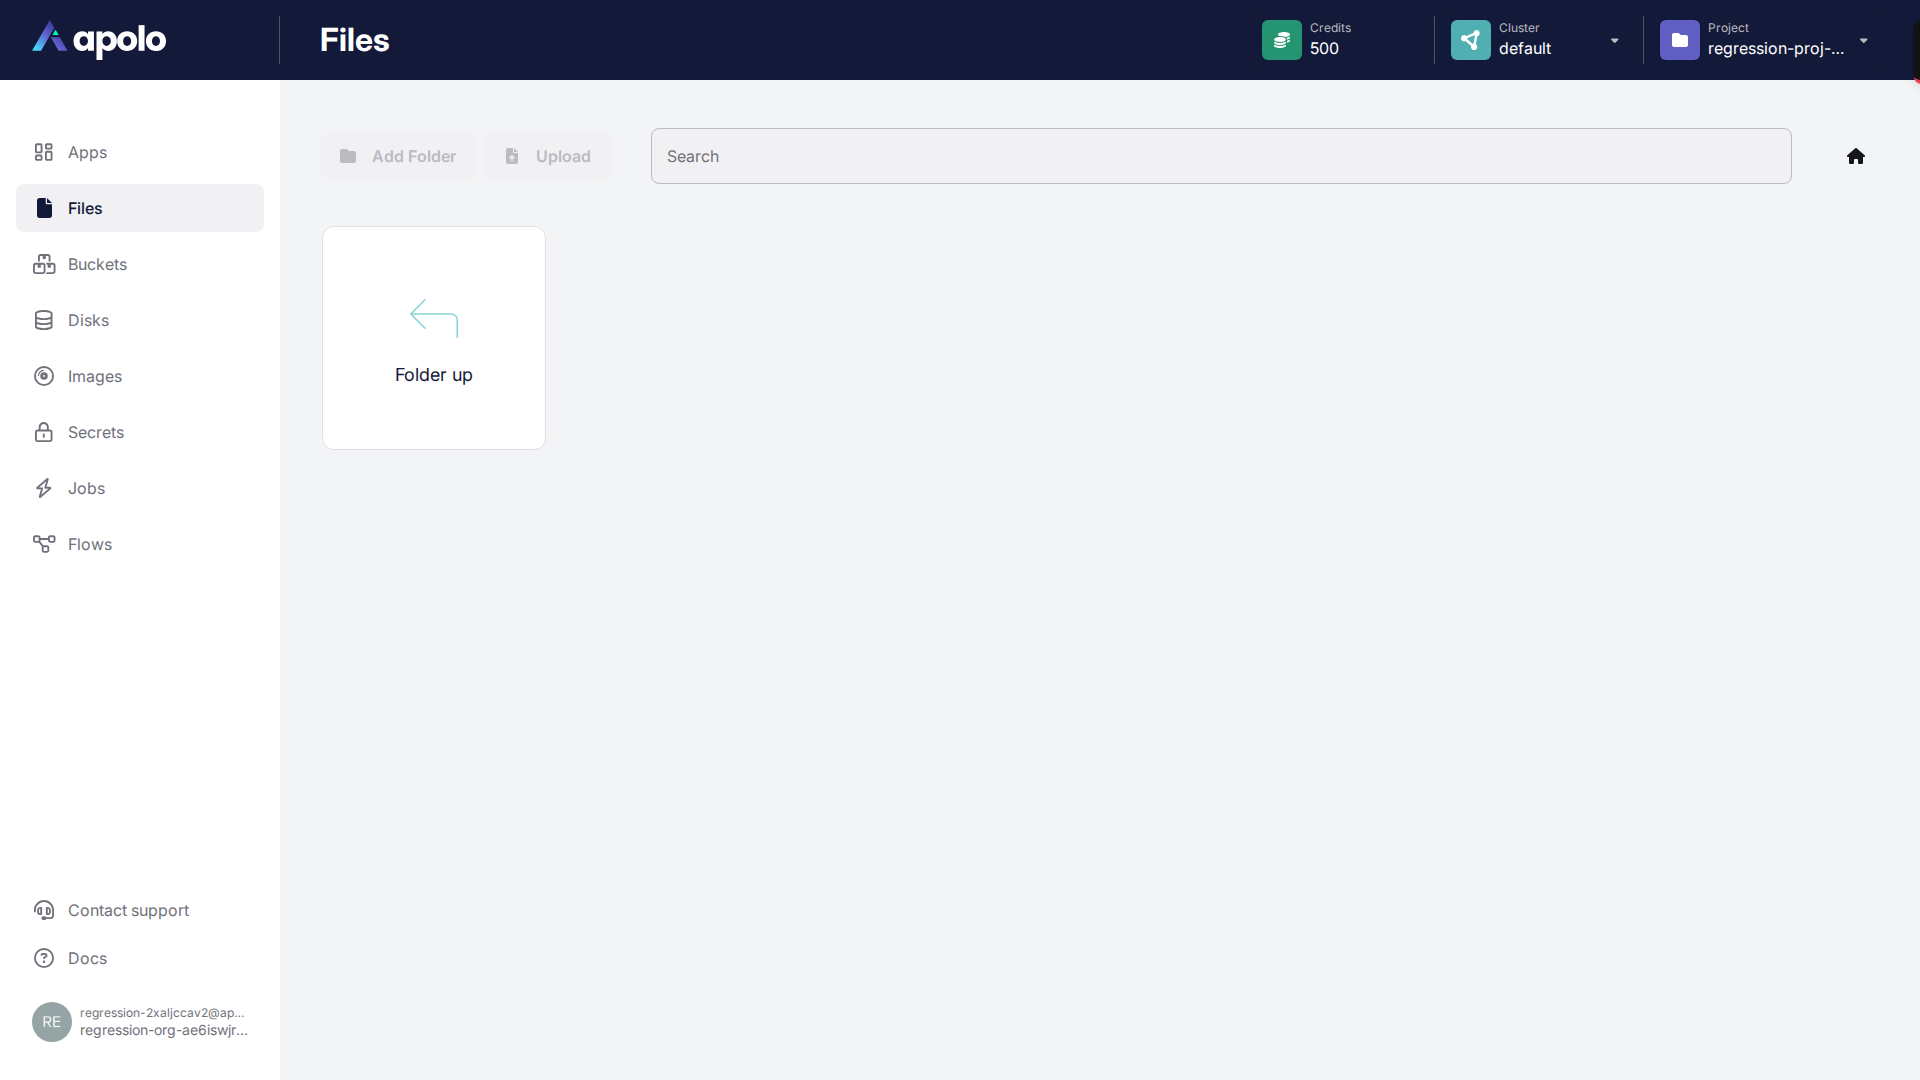 apolo
Files
Credits
500
Cluster
default
Project
regression-proj-...
Apps
Files
Buckets
Disks
Images
Secrets
Jobs
Flows
Add Folder
Upload
Search
Folder up
Contact support
Docs
RE
regression-2xaljccav2@ap...
regression-org-ae6iswjr...